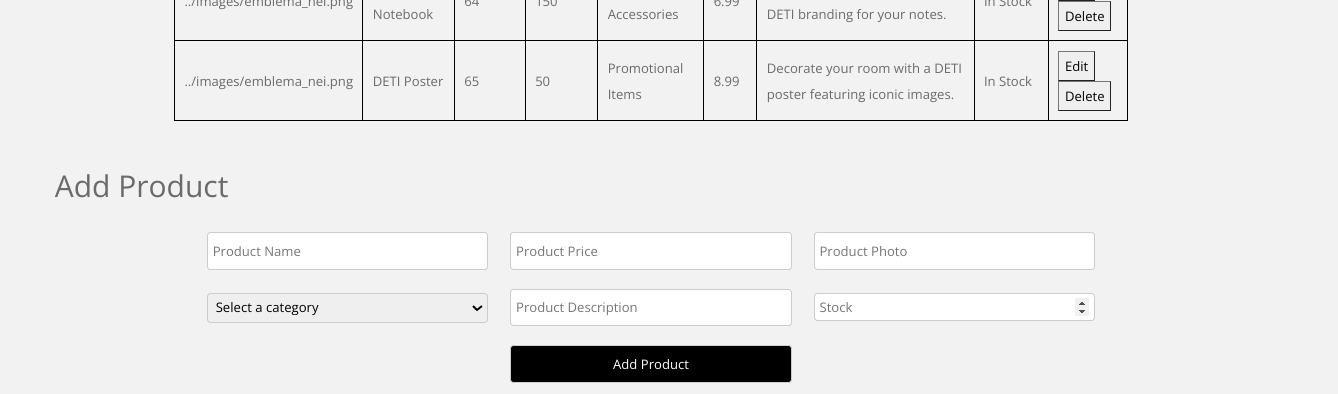 ../images/emblema_nei.png Notebook 64 150 Accessories 6.99 DETI branding for your notes. In Stock Delete
../images/emblema_nei.png DETI Poster 65 50 Promotional Items 8.99 Decorate your room with a DETI poster featuring iconic images. In Stock Edit Delete
Add Product
Product Name Product Price Product Photo
Select a category Product Description Stock
Add Product